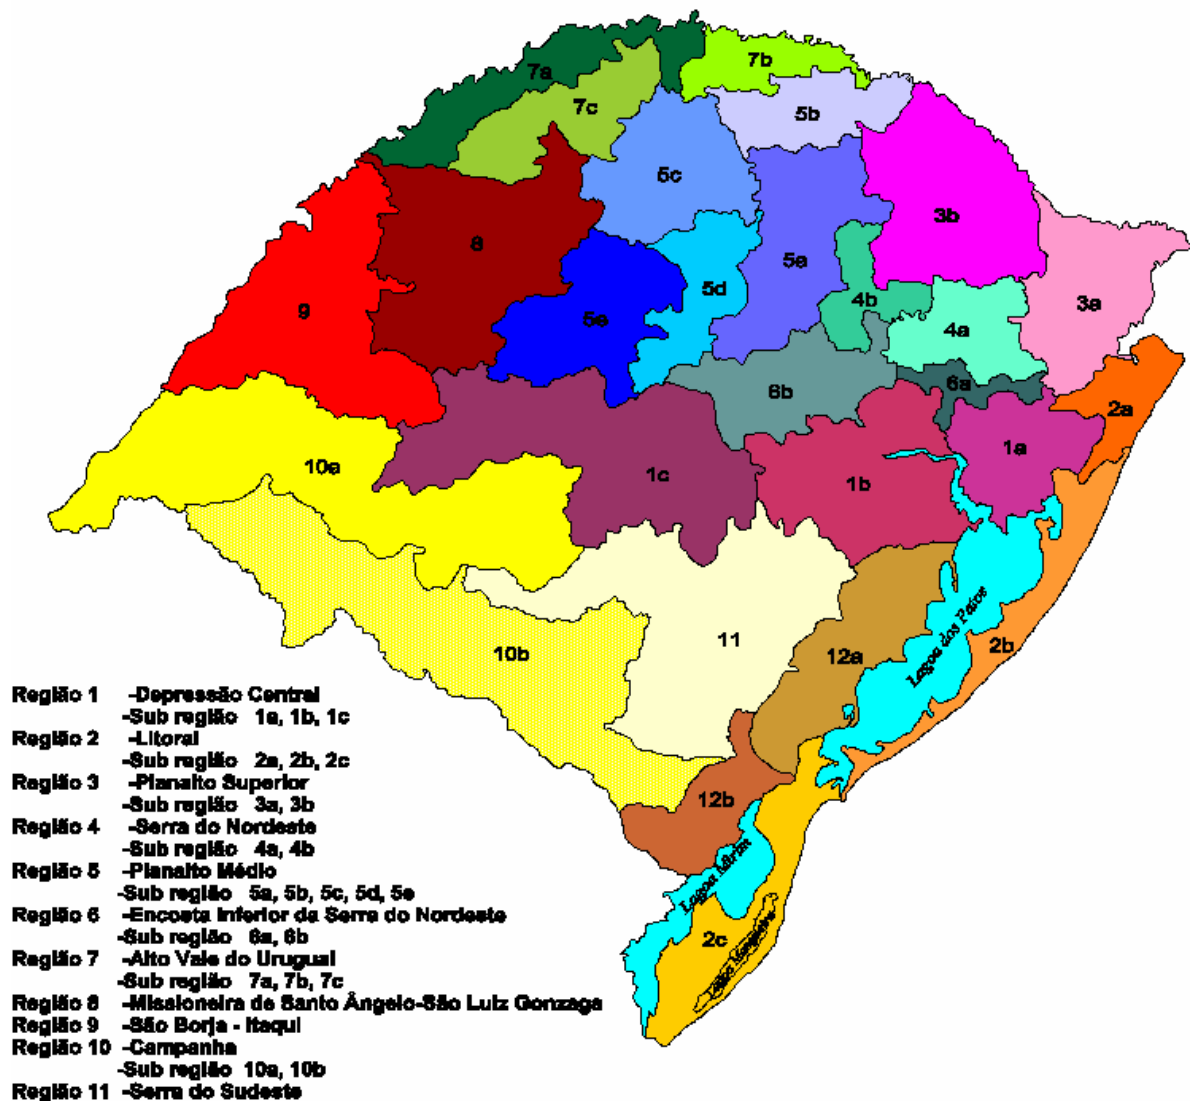 7a
7b
7c
5b
5c
3b
8
5a
5d
3a
9
5e
4b
4a
6b
6a
2a
1a
10a
1c
1b
Lagoa dos Patos
11
2b
12a
10b
12b
Lagoa Mirim
2c
Lagoa Mangueira
Região 1 -Depressão Central
-Sub região 1a, 1b, 1c
Região 2 -Litoral
-Sub região 2a, 2b, 2c
Região 3 -Planalto Superior
-Sub região 3a, 3b
Região 4 -Serra do Nordeste
-Sub região 4a, 4b
Região 5 -Planalto Médio
-Sub região 5a, 5b, 5c, 5d, 5e
Região 6 -Encosta Inferior da Serra do Nordeste
-Sub região 6a, 6b
Região 7 -Alto Vale do Uruguai
-Sub região 7a, 7b, 7c
Região 8 -Missioneira de Santo Ângelo-São Luiz Gonzaga
Região 9 -São Borja - Itaqui
Região 10 -Campanha
-Sub região 10a, 10b
Região 11 -Serra do Sudeste